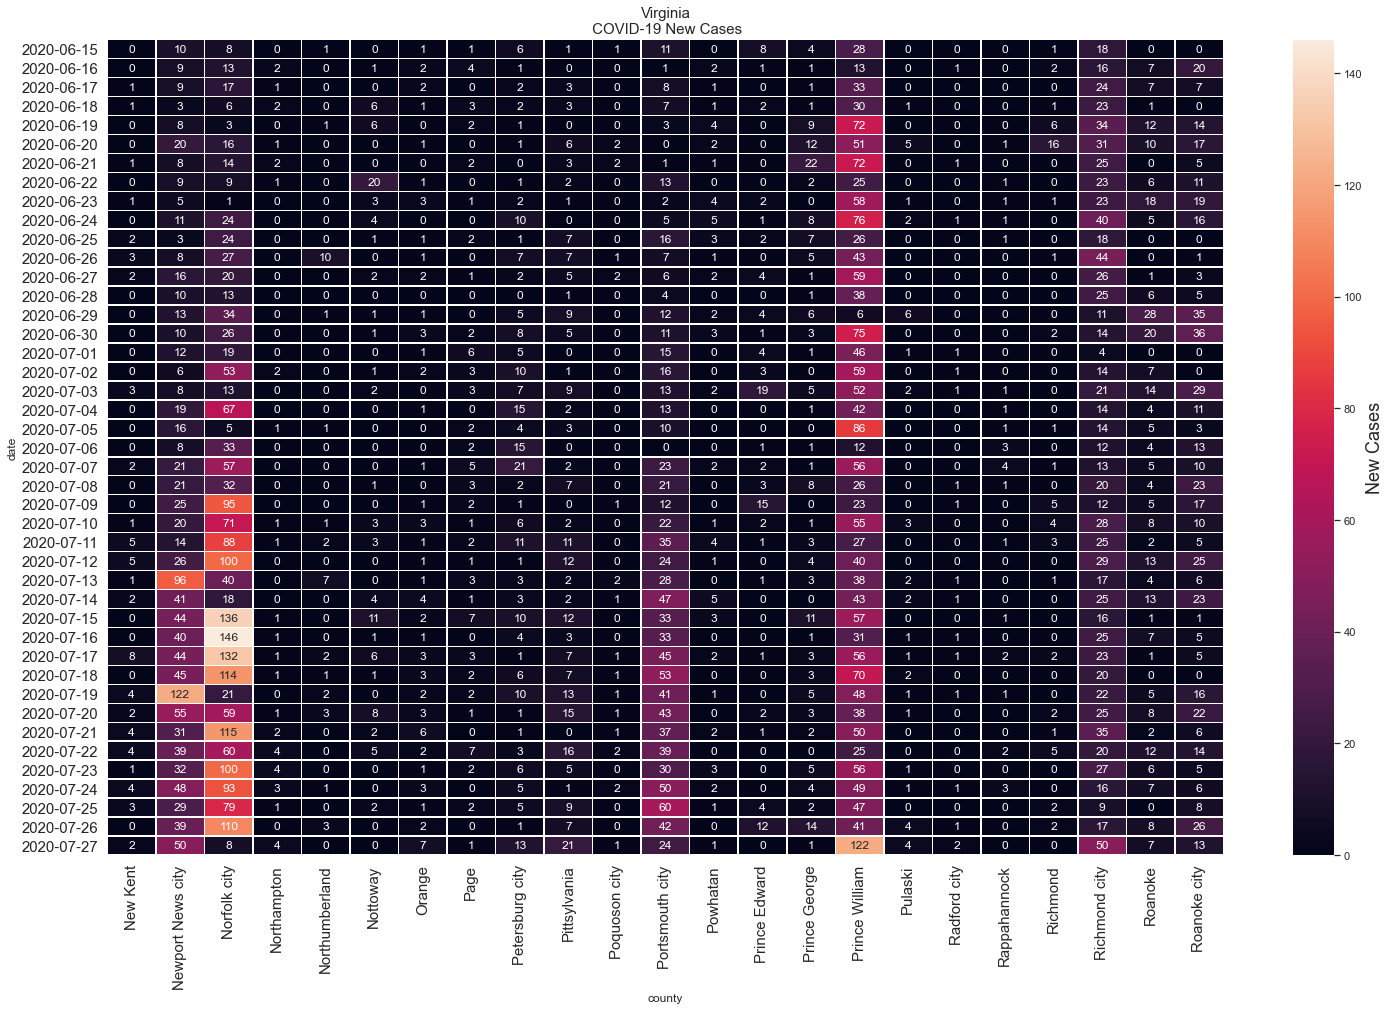 Virginia
COVID-19 New Cases
2020-06-15 0 10 8 0 1 0 1 1 6 1 1 11 0 8 4 28 0 0 0 1 18 0 0
2020-06-16 0 9 13 2 0 1 2 4 1 0 0 1 2 1 1 13 0 1 0 2 16 7 20
2020-06-17 1 9 17 1 0 0 2 0 2 3 0 8 1 0 1 33 0 0 0 0 24 7 7
2020-06-18 1 3 6 2 0 6 1 3 2 3 0 7 1 2 1 30 1 0 0 1 23 1 0
2020-06-19 0 8 3 0 1 6 0 2 1 0 0 3 4 0 9 72 0 0 0 6 34 12 14
2020-06-20 0 20 16 1 0 0 1 0 1 6 2 0 2 0 12 51 5 0 1 16 31 10 17
2020-06-21 1 8 14 2 0 0 0 2 0 3 2 1 1 0 22 72 0 1 0 0 25 0 5
2020-06-22 0 9 9 1 0 20 1 0 1 2 0 13 0 0 2 25 0 0 1 0 23 6 11
2020-06-23 1 5 1 0 0 3 3 1 2 1 0 2 4 2 0 58 1 0 1 1 23 18 19
2020-06-24 0 11 24 0 0 4 0 0 10 0 0 5 5 1 8 76 2 1 1 0 40 5 16
2020-06-25 2 3 24 0 0 1 1 2 1 7 0 16 3 2 7 26 0 0 1 0 18 0 0
2020-06-26 3 8 27 0 10 0 1 0 7 7 1 7 1 0 5 43 0 0 0 1 44 0 1
2020-06-27 2 16 20 0 0 2 2 1 2 5 2 6 2 4 1 59 0 0 0 0 26 1 3
2020-06-28 0 10 13 0 0 0 0 0 0 1 0 4 0 0 1 38 0 0 0 0 25 6 5
2020-06-29 0 13 34 0 1 1 1 0 5 9 0 12 2 4 6 6 6 0 0 0 11 28 35
2020-06-30 0 10 26 0 0 1 3 2 8 5 0 11 3 1 3 75 0 0 0 2 14 20 36
2020-07-01 0 12 19 0 0 0 1 6 5 0 0 15 0 4 1 46 1 1 0 0 4 0 0
2020-07-02 0 6 53 2 0 1 2 3 10 1 0 16 0 3 0 59 0 1 0 0 14 7 0
2020-07-03 3 8 13 0 0 2 0 3 7 9 0 13 2 19 5 52 2 1 1 0 21 14 29
2020-07-04 0 19 67 0 0 0 1 0 15 2 0 13 0 0 1 42 0 0 1 0 14 4 11
2020-07-05 0 16 5 1 1 0 0 2 4 3 0 10 0 0 0 86 0 0 1 1 14 5 3
2020-07-06 0 8 33 0 0 0 0 2 15 0 0 0 0 1 1 12 0 0 3 0 12 4 13
2020-07-07 2 21 57 0 0 0 1 5 21 2 0 23 2 2 1 56 0 0 4 1 13 5 10
2020-07-08 0 21 32 0 0 1 0 3 2 7 0 21 0 3 8 26 0 1 1 0 20 4 23
2020-07-09 0 25 95 0 0 0 1 2 1 0 1 12 0 15 0 23 0 1 0 5 12 5 17
2020-07-10 1 20 71 1 1 3 3 1 6 2 0 22 1 2 1 55 3 0 0 4 28 8 10
2020-07-11 5 14 88 1 2 3 1 2 11 11 0 35 4 1 3 27 0 0 1 3 25 2 5
2020-07-12 5 26 100 0 0 0 1 1 1 12 0 24 1 0 4 40 0 0 0 0 29 13 25
2020-07-13 1 96 40 0 7 0 1 3 3 2 2 28 0 1 3 38 2 1 0 1 17 4 6
2020-07-14 2 41 18 0 0 4 4 1 3 2 1 47 5 0 0 43 2 1 0 0 25 13 23
2020-07-15 0 44 136 1 0 11 2 7 10 12 0 33 3 0 11 57 0 0 1 0 16 1 1
2020-07-16 0 40 146 1 0 1 1 0 4 3 0 33 0 0 1 31 1 1 0 0 25 7 5
2020-07-17 8 44 132 1 2 6 3 3 1 7 1 45 2 1 3 56 1 1 2 2 23 1 5
2020-07-18 0 45 114 1 1 1 3 2 6 7 1 53 0 0 3 70 2 0 0 0 20 0 0
2020-07-19 4 122 21 0 2 0 2 2 10 13 1 41 1 0 5 48 1 1 1 0 22 5 16
2020-07-20 2 55 59 1 3 8 3 1 1 15 1 43 0 2 3 38 1 0 0 2 25 8 22
2020-07-21 4 31 115 2 0 2 6 0 1 0 1 37 2 1 2 50 0 0 0 1 35 2 6
2020-07-22 4 39 60 4 0 5 2 7 3 16 2 39 0 0 0 25 0 0 2 5 20 12 14
2020-07-23 1 32 100 4 0 0 1 2 6 5 0 30 3 0 5 56 1 0 0 0 27 6 5
2020-07-24 4 48 93 3 1 0 3 0 5 1 2 50 2 0 4 49 1 1 3 0 16 7 6
2020-07-25 3 29 79 1 0 2 1 2 5 9 0 60 1 4 2 47 0 0 0 2 9 0 8
2020-07-26 0 39 110 0 3 0 2 0 1 7 0 42 0 12 14 41 4 1 0 2 17 8 26
2020-07-27 2 50 8 4 0 0 7 1 13 21 1 24 1 0 1 122 4 2 0 0 50 7 13
date
New Kent
Newport News city
Norfolk city
Northampton
Northumberland
Nottoway
Orange
Page
Petersburg city
Pittsylvania
Poquoson city
Portsmouth city
Powhatan
Prince Edward
Prince George
Prince William
Pulaski
Radford city
Rappahannock
Richmond
Richmond city
Roanoke
Roanoke city
county
140
120
100
80
60
40
20
0
New Cases